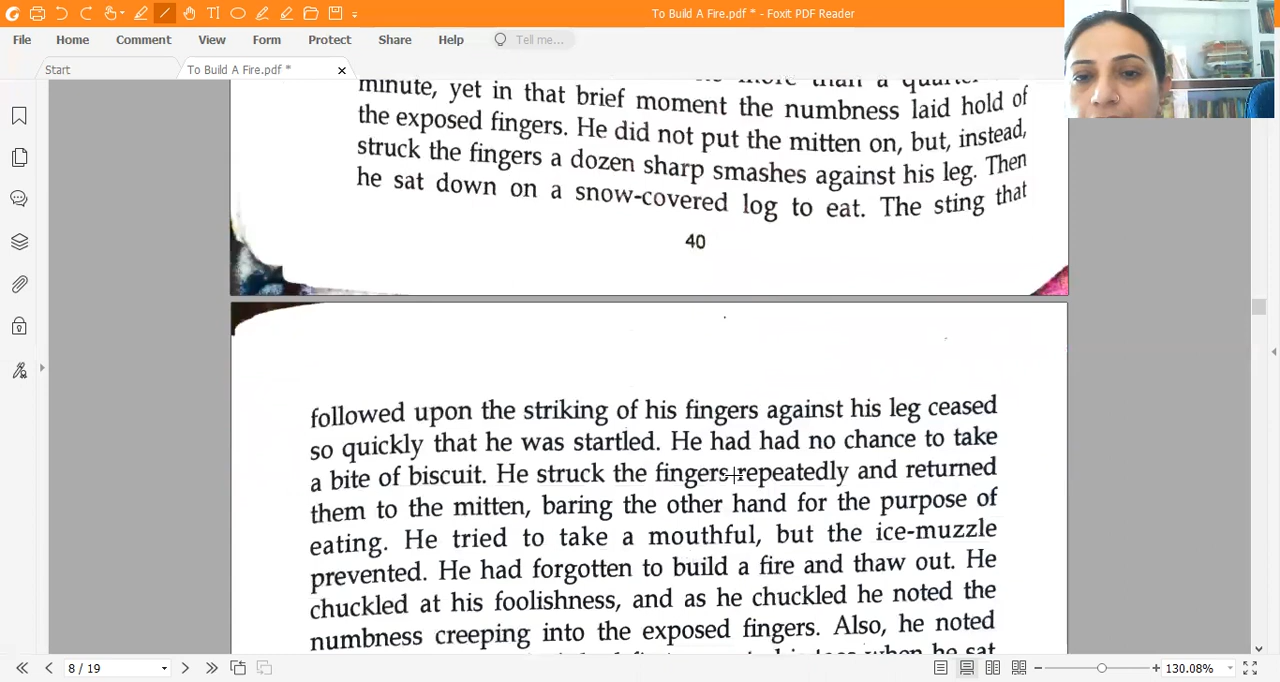 To Build A Fire.pdf * - Foxit PDF Reader
File Home Comment View Form Protect Share Help Tell me...
Start To Build A Fire.pdf *
more than a quarter
minute, yet in that brief moment the numbness laid hold of
the exposed fingers. He did not put the mitten on, but, instead,
struck the fingers a dozen sharp smashes against his leg. Then
he sat down on a snow-covered log to eat. The sting that
40
followed upon the striking of his fingers against his leg ceased
so quickly that he was startled. He had had no chance to take
a bite of biscuit. He struck the fingers repeatedly and returned
them to the mitten, baring the other hand for the purpose of
eating. He tried to take a mouthful, but the ice-muzzle
prevented. He had forgotten to build a fire and thaw out. He
chuckled at his foolishness, and as he chuckled he noted the
numbness creeping into the exposed fingers. Also, he noted
when he sat
8 / 19 130.08%